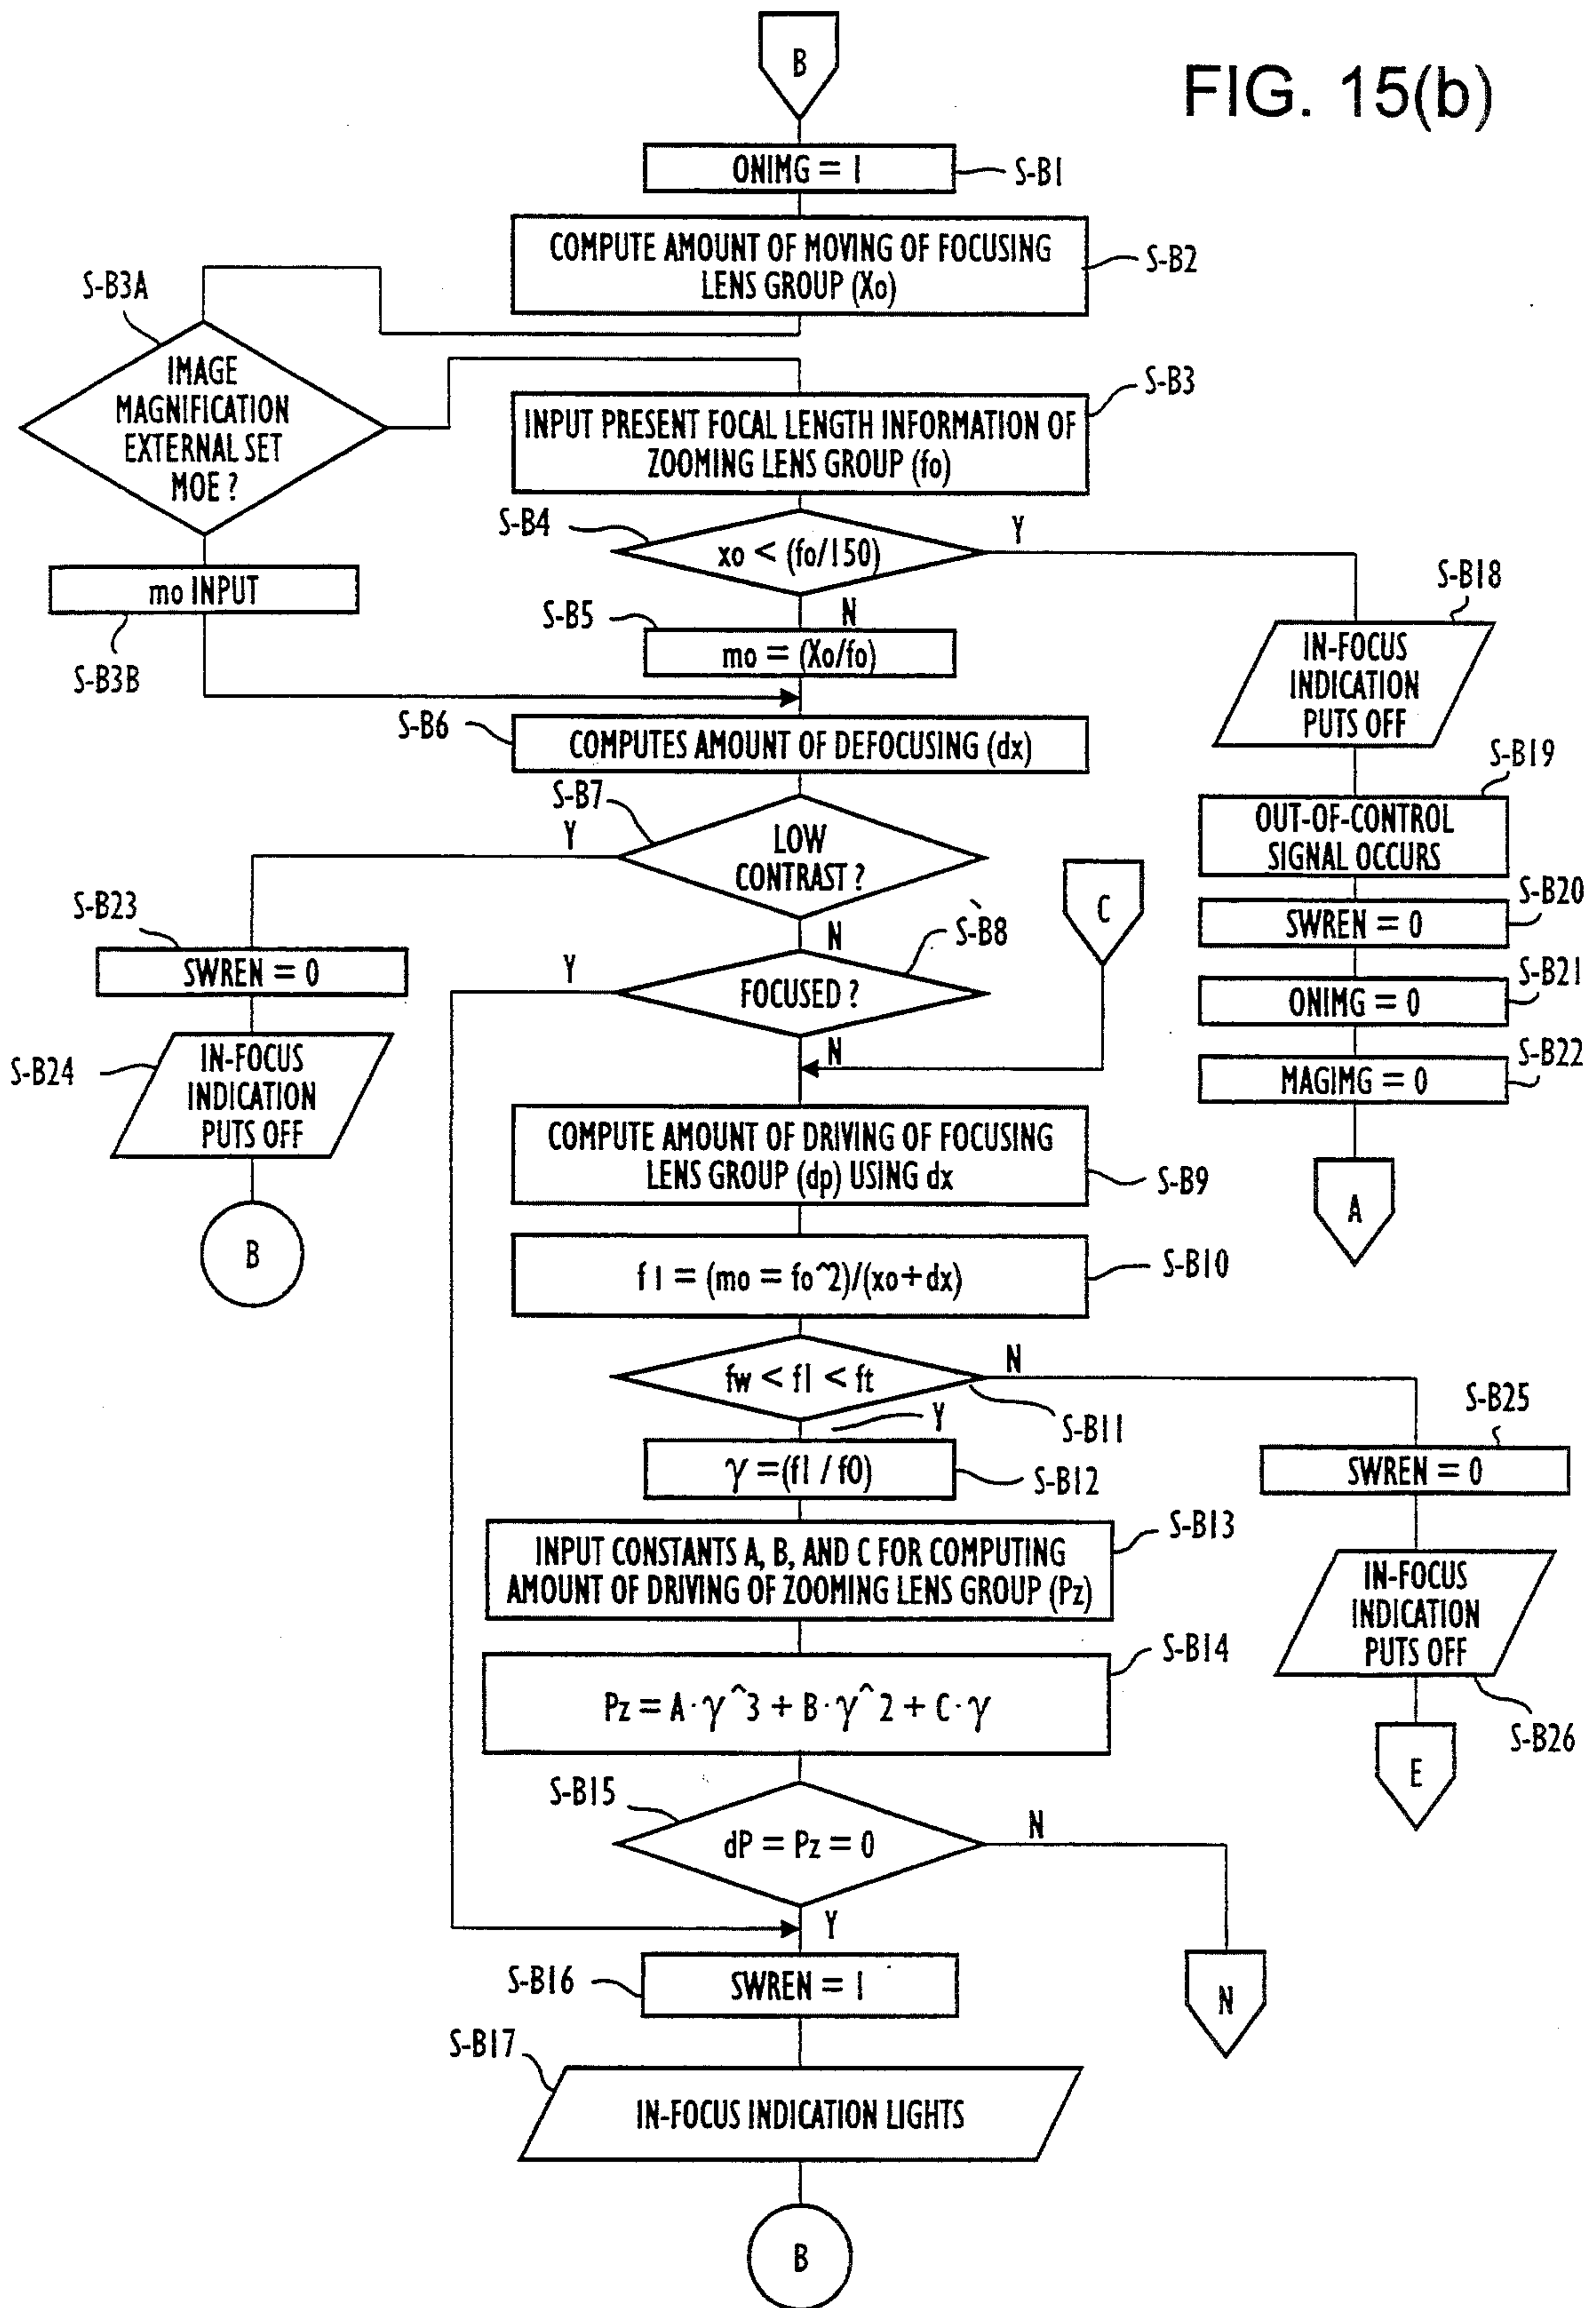 B
FIG. 15(b)
ONIMG = 1
S-B1
COMPUTE AMOUNT OF MOVING OF FOCUSING
LENS GROUP (Xo)
S-B2
S-B3A
IMAGE
MAGNIFICATION
EXTERNAL SET
MOE ?
S-B3
INPUT PRESENT FOCAL LENGTH INFORMATION OF
ZOOMING LENS GROUP (fo)
S-B4
xo < (fo/150)
Y
N
mo INPUT
S-B3B
S-B5
mo = (Xo/fo)
S-B18
IN-FOCUS
INDICATION
PUTS OFF
S-B6
COMPUTES AMOUNT OF DEFOCUSING (dx)
S-B19
OUT-OF-CONTROL
SIGNAL OCCURS
S-B7
Y
LOW
CONTRAST ?
N
C
S-B20
SWREN = 0
S-B23
SWREN = 0
S-B8
Y
FOCUSED ?
N
S-B21
ONIMG = 0
S-B24
IN-FOCUS
INDICATION
PUTS OFF
S-B22
MAGIMG = 0
COMPUTE AMOUNT OF DRIVING OF FOCUSING
LENS GROUP (dp) USING dx
S-B9
A
B
f1 = (mo = fo^2)/(xo+dx)
S-B10
fw < f1 < ft
N
S-B11
Y
γ =(f1 / f0)
S-B12
S-B25
SWREN = 0
S-B13
INPUT CONSTANTS A, B, AND C FOR COMPUTING
AMOUNT OF DRIVING OF ZOOMING LENS GROUP (Pz)
IN-FOCUS
INDICATION
PUTS OFF
S-B26
S-B14
Pz = A·γ^3 + B·γ^2 + C·γ
E
S-B15
dP = Pz = 0
N
Y
S-B16
SWREN = 1
N
S-B17
IN-FOCUS INDICATION LIGHTS
B